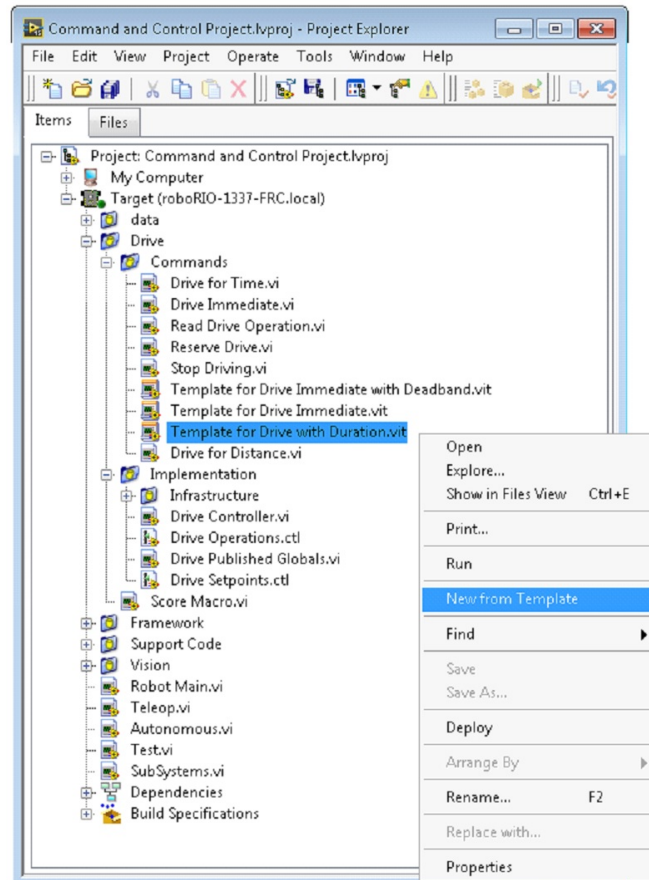 Command and Control Project.lvproj - Project Explorer
File Edit View Project Operate Tools Window Help
Items Files
Project: Command and Control Project.lvproj
My Computer
Target (roboRIO-1337-FRC.local)
data
Drive
Commands
Drive for Time.vi
Drive Immediate.vi
Read Drive Operation.vi
Reserve Drive.vi
Stop Driving.vi
Template for Drive Immediate with Deadband.vit
Template for Drive Immediate.vit
Template for Drive with Duration.vit
Drive for Distance.vi
Implementation
Infrastructure
Drive Controller.vi
Drive Operations.ctl
Drive Published Globals.vi
Drive Setpoints.ctl
Score Macro.vi
Framework
Support Code
Vision
Robot Main.vi
Teleop.vi
Autonomous.vi
Test.vi
SubSystems.vi
Dependencies
Build Specifications
Open
Explore...
Show in Files View Ctrl+E
Print...
Run
New from Template
Find
Save
Save As...
Deploy
Arrange By
Rename... F2
Replace with...
Properties